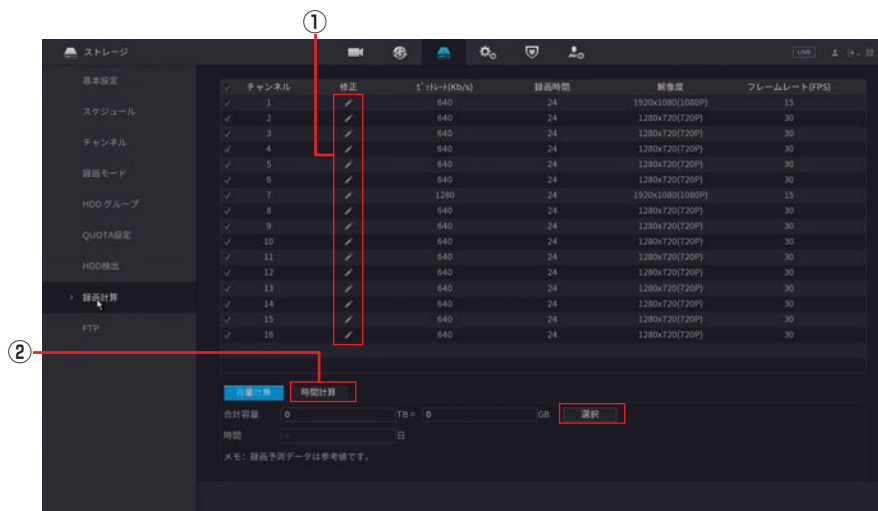 ①
ストレージ
LIVE
基本設定
スケジュール
チャンネル
録画モード
HDD グループ
QUOTA設定
HDD検出
録画計算
FTP
チャンネル 修正 ビットレート(Kb/s) 録画時間 解像度 フレームレート(FPS)
1 640 24 1920x1080(1080P) 15
2 640 24 1280x720(720P) 30
3 640 24 1280x720(720P) 30
4 640 24 1280x720(720P) 30
5 640 24 1280x720(720P) 30
6 640 24 1280x720(720P) 30
7 1280 24 1920x1080(1080P) 15
8 640 24 1280x720(720P) 30
9 640 24 1280x720(720P) 30
10 640 24 1280x720(720P) 30
11 640 24 1280x720(720P) 30
12 640 24 1280x720(720P) 30
13 640 24 1280x720(720P) 30
14 640 24 1280x720(720P) 30
15 640 24 1280x720(720P) 30
16 640 24 1280x720(720P) 30
②
容量計算 時間計算
合計容量 0 TB = 0 GB 選択
時間 0 日
メモ: 録画予測データは参考値です。